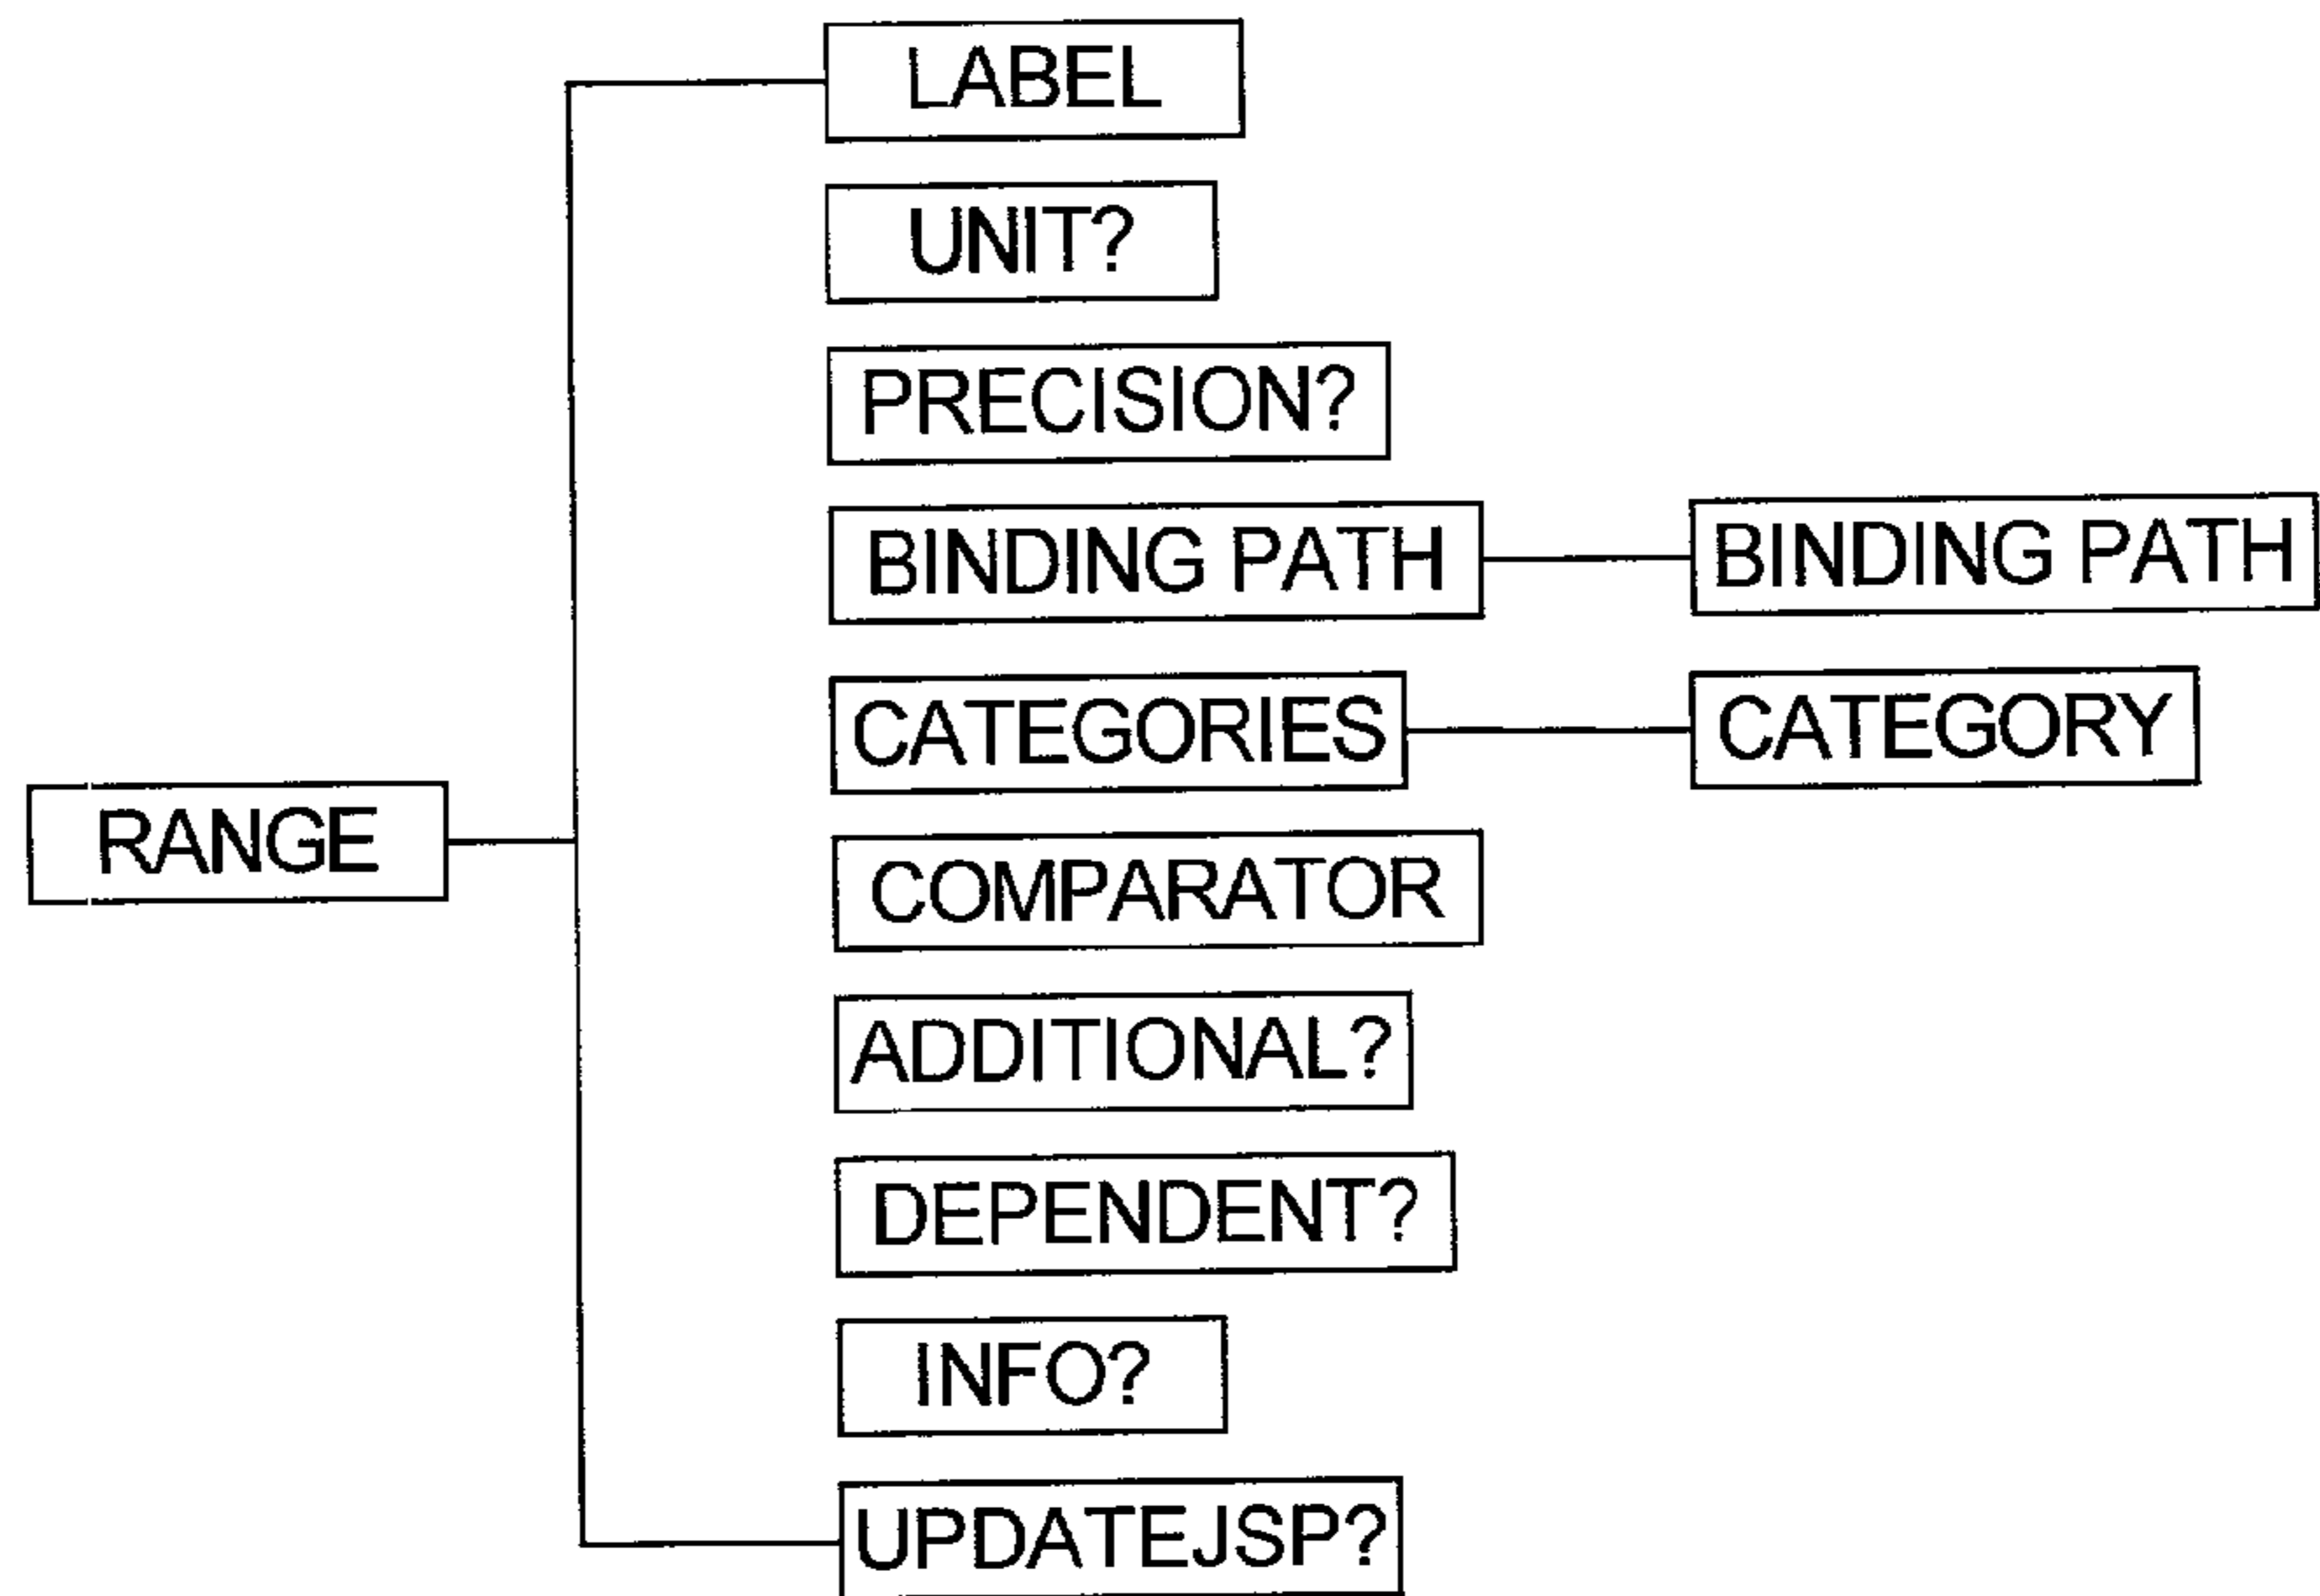 LABEL
UNIT?
PRECISION?
BINDING PATH
BINDING PATH
CATEGORIES
CATEGORY
RANGE
COMPARATOR
ADDITIONAL?
DEPENDENT?
INFO?
UPDATEJSP?